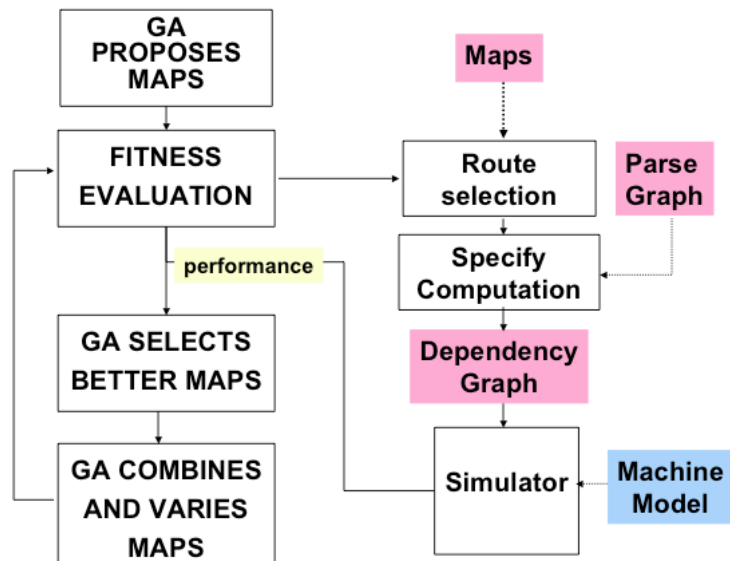 GA
PROPOSES
MAPS
FITNESS
EVALUATION
performance
GA SELECTS
BETTER MAPS
GA COMBINES
AND VARIES
MAPS
Maps
Route
selection
Parse
Graph
Specify
Computation
Dependency
Graph
Simulator
Machine
Model